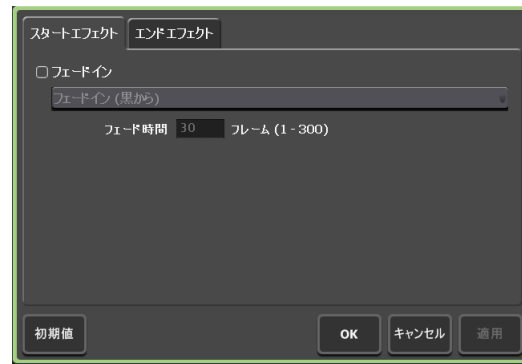 スタートエフェクト エンドエフェクト
フェードイン
フェードイン (黒から)
フェード時間 30 フレーム (1 - 300)
初期値 OK キャンセル 適用